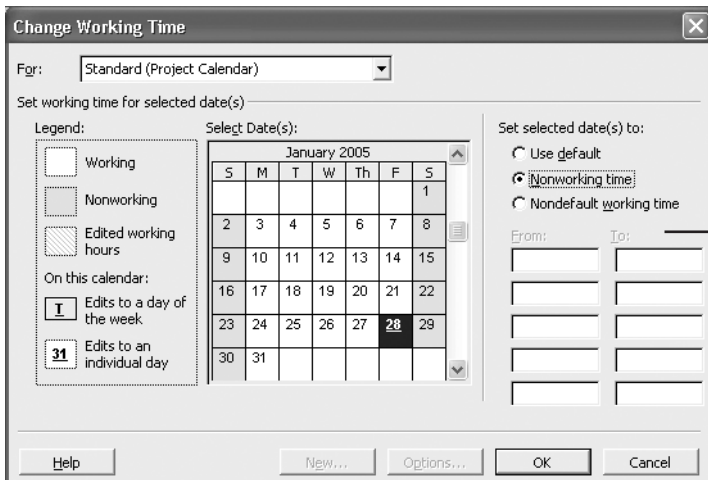 Change Working Time
For: Standard (Project Calendar)
Set working time for selected date(s)
Legend:
Working
Nonworking
Edited working
hours
On this calendar:
T Edits to a day of
the week
31 Edits to an
individual day
Select Date(s):
January 2005
S M T W Th F S
1
2 3 4 5 6 7 8
9 10 11 12 13 14 15
16 17 18 19 20 21 22
23 24 25 26 27 28 29
30 31
Set selected date(s) to:
Use default
Nonworking time
Nondefault working time
From: To:
Help New... Options... OK Cancel